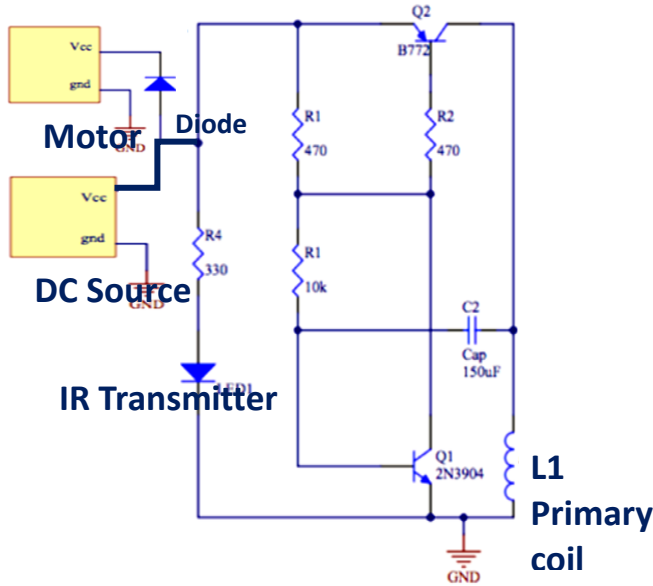 Q2
B772
Vcc
gnd
Motor
GND
Diode
R1
470
R2
470
Vcc
gnd
DC Source
GND
R4
330
R1
10k
C2
Cap
150uF
LED1
IR Transmitter
Q1
2N3904
L1
Primary
coil
GND